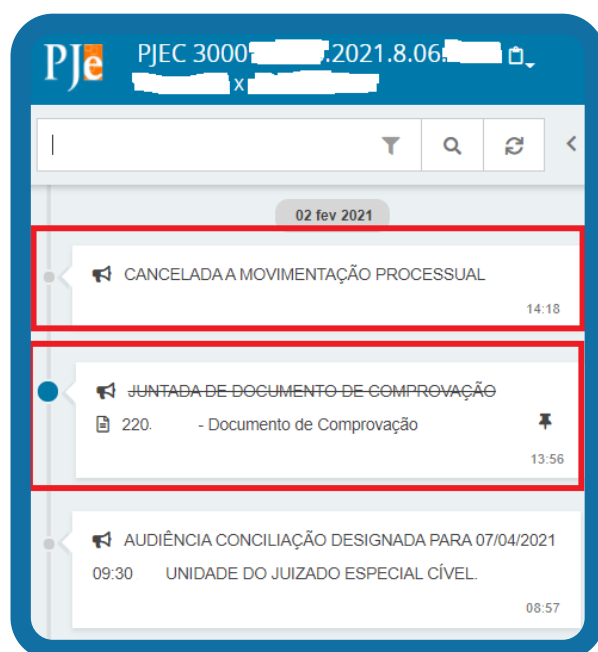 PJe
PJEC 3000 .2021.8.06.
x
02 fev 2021
CANCELADA A MOVIMENTAÇÃO PROCESSUAL
14:18
JUNTADA DE DOCUMENTO DE COMPROVAÇÃO
220. - Documento de Comprovação
13:56
AUDIÊNCIA CONCILIAÇÃO DESIGNADA PARA 07/04/2021
09:30 UNIDADE DO JUIZADO ESPECIAL CÍVEL.
08:57